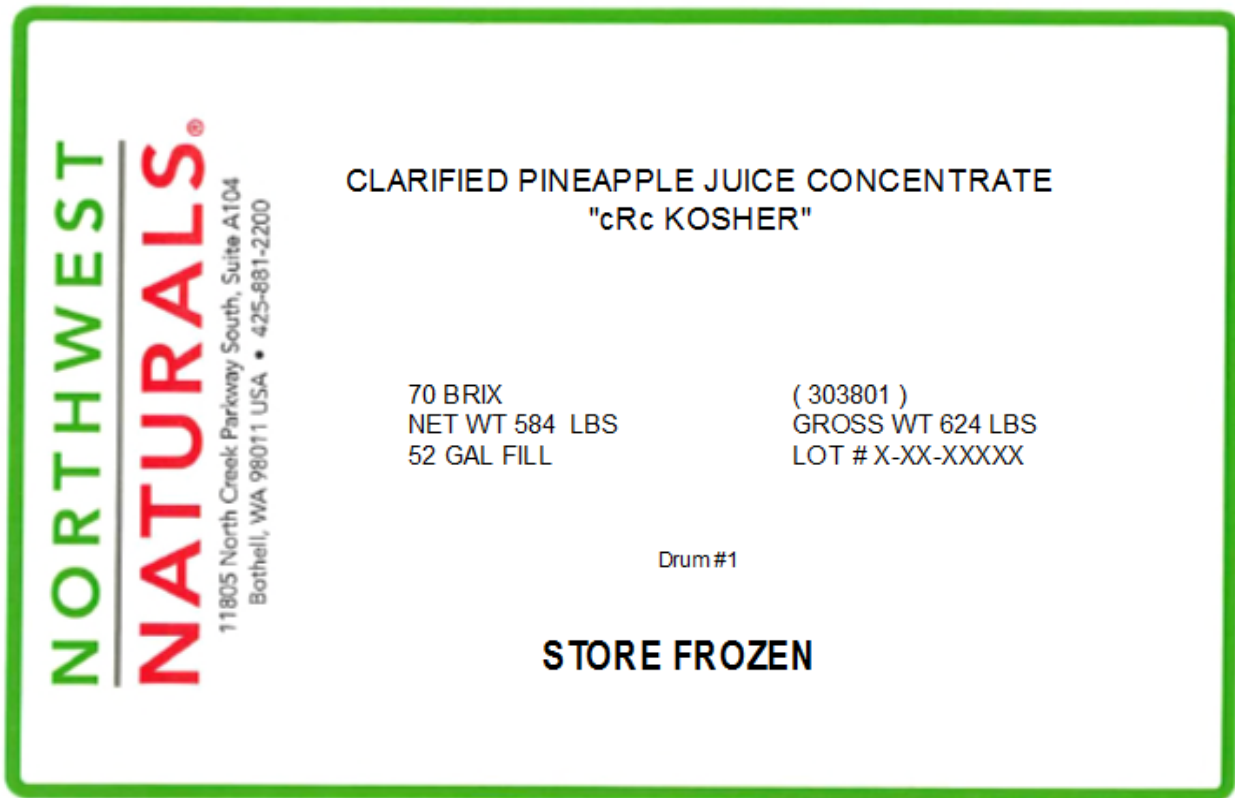 NORTHWEST
NATURALS®
11805 North Creek Parkway South, Suite A104
Bothell, WA 98011 USA • 425-881-2200
CLARIFIED PINEAPPLE JUICE CONCENTRATE
"cRc KOSHER"
70 BRIX ( 303801 )
NET WT 584 LBS GROSS WT 624 LBS
52 GAL FILL LOT # X-XX-XXXXX
Drum #1
STORE FROZEN